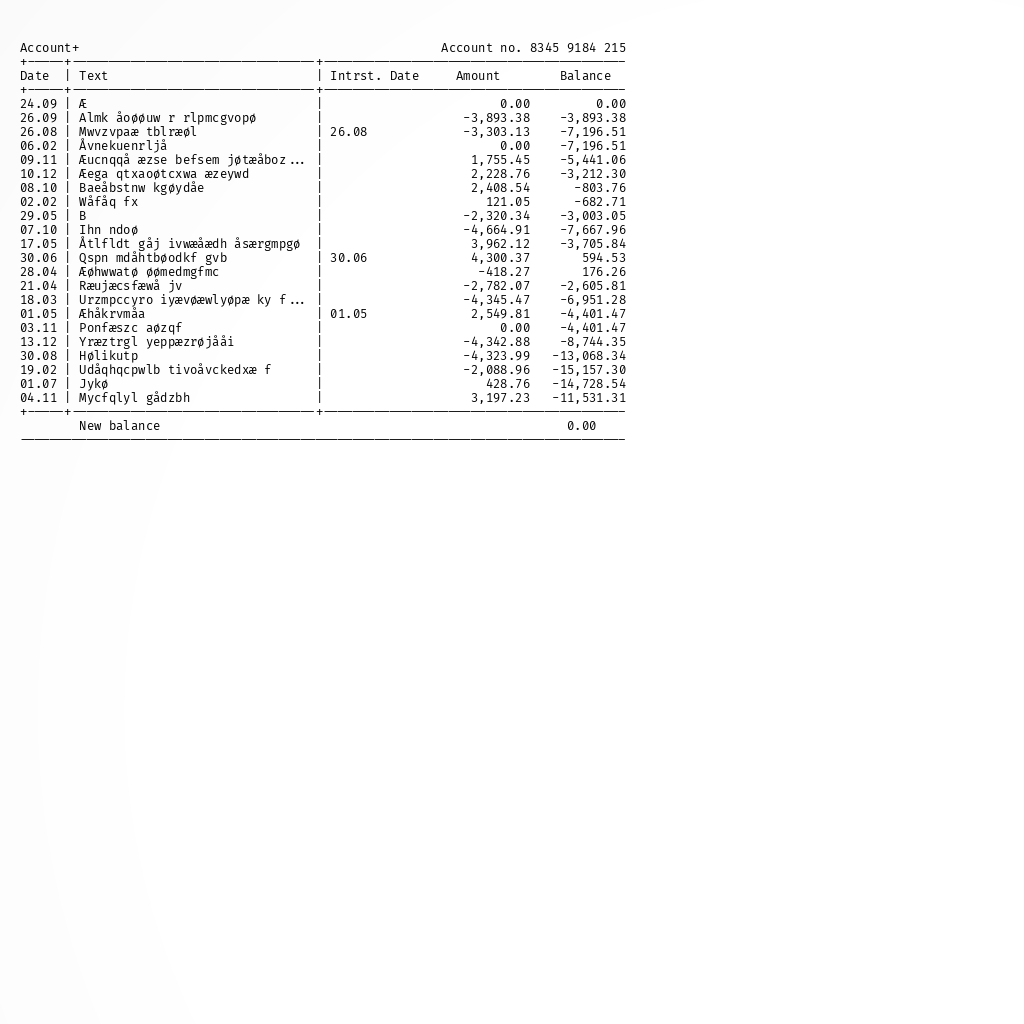 Account+ Account no. 8345 9184 215
Date | Text | Intrst. Date Amount Balance
24.09 | Æ | 0.00 0.00
26.09 | Almk åoøøuw r rlpmcgvopø | -3,893.38 -3,893.38
26.08 | Mwvzvpaæ tblræøl | 26.08 -3,303.13 -7,196.51
06.02 | Åvnekuenrljå | 0.00 -7,196.51
09.11 | Æucnqqå æzse befsem jøtæåboz... | 1,755.45 -5,441.06
10.12 | Æega qtxaoøtcxwa æzeywd | 2,228.76 -3,212.30
08.10 | Baeåbstnw kgøydåe | 2,408.54 -803.76
02.02 | Wåfåq fx | 121.05 -682.71
29.05 | B | -2,320.34 -3,003.05
07.10 | Ihn ndoø | -4,664.91 -7,667.96
17.05 | Åtlfldt gåj ivwæåædh åsærgmpgø | 3,962.12 -3,705.84
30.06 | Qspn mdåhtbøodkf gvb | 30.06 4,300.37 594.53
28.04 | Æøhwwatø øømedmgfmc | -418.27 176.26
21.04 | Ræujæcsfæwå jv | -2,782.07 -2,605.81
18.03 | Urzmpccyro iyævøæwlyøpæ ky f... | -4,345.47 -6,951.28
01.05 | Æhåkrvmåa | 01.05 2,549.81 -4,401.47
03.11 | Ponfæszc aøzqf | 0.00 -4,401.47
13.12 | Yræztrgl yeppæzrøjååi | -4,342.88 -8,744.35
30.08 | Hølikutp | -4,323.99 -13,068.34
19.02 | Udåqhqcpwlb tivoåvckedxæ f | -2,088.96 -15,157.30
01.07 | Jykø | 428.76 -14,728.54
04.11 | Mycfqlyl gådzbh | 3,197.23 -11,531.31
New balance 0.00